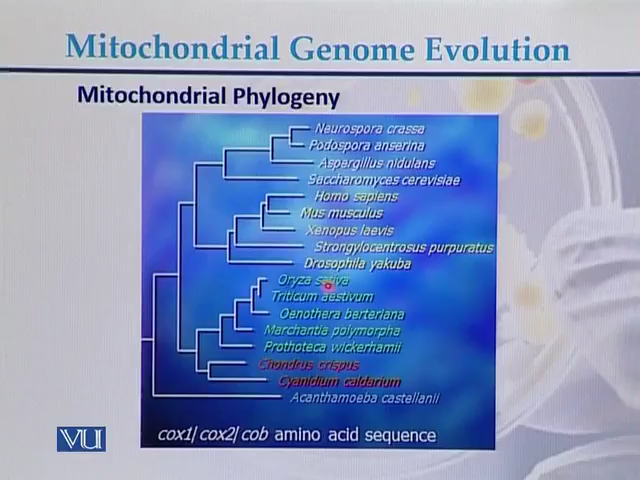 Mitochondrial Genome Evolution
Mitochondrial Phylogeny
Neurospora crassa
Podospora anserina
Aspergillus nidulans
Saccharomyces cerevisiae
Homo sapiens
Mus musculus
Xenopus laevis
Strongylocentrosus purpuratus
Drosophila yakuba
Oryza sativa
Triticum aestivum
Oenothera berteriana
Marchantia polymorpha
Prothoteca wickerhamii
Chondrus crispus
Cyanidium caldarium
Acanthamoeba castellanii
cox1/ cox2/ cob amino acid sequence
VU